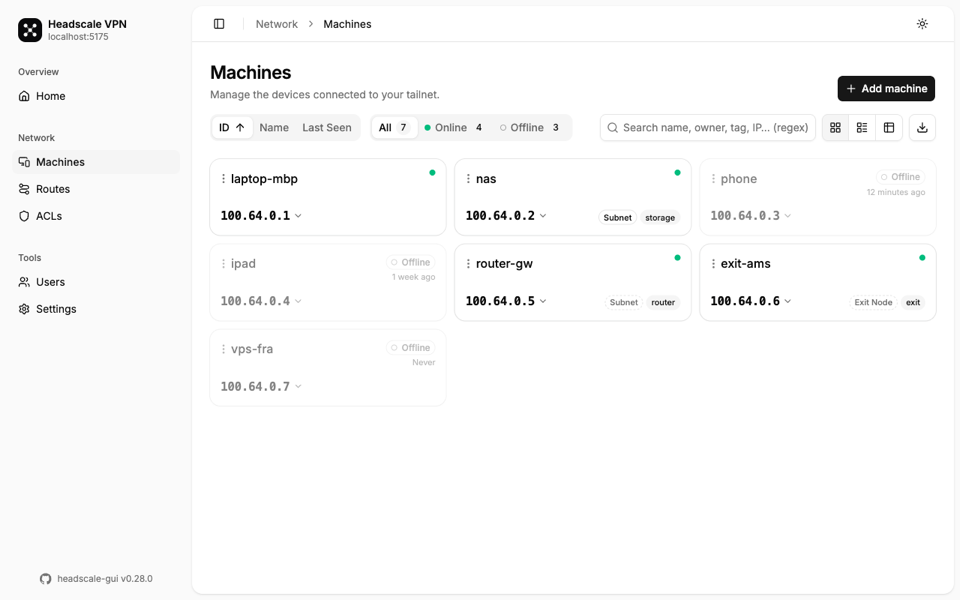 Headscale VPN
localhost:5175
Overview
Home
Network
Machines
Routes
ACLs
Tools
Users
Settings
headscale-gui v0.28.0
Network > Machines
Machines
Manage the devices connected to your tailnet.
+ Add machine
ID ↑ Name Last Seen All 7 Online 4 Offline 3 Search name, owner, tag, IP... (regex)
laptop-mbp
100.64.0.1
nas
100.64.0.2 Subnet storage
phone Offline
12 minutes ago
100.64.0.3
ipad Offline
1 week ago
100.64.0.4
router-gw
100.64.0.5 Subnet router
exit-ams
100.64.0.6 Exit Node exit
vps-fra Offline
Never
100.64.0.7